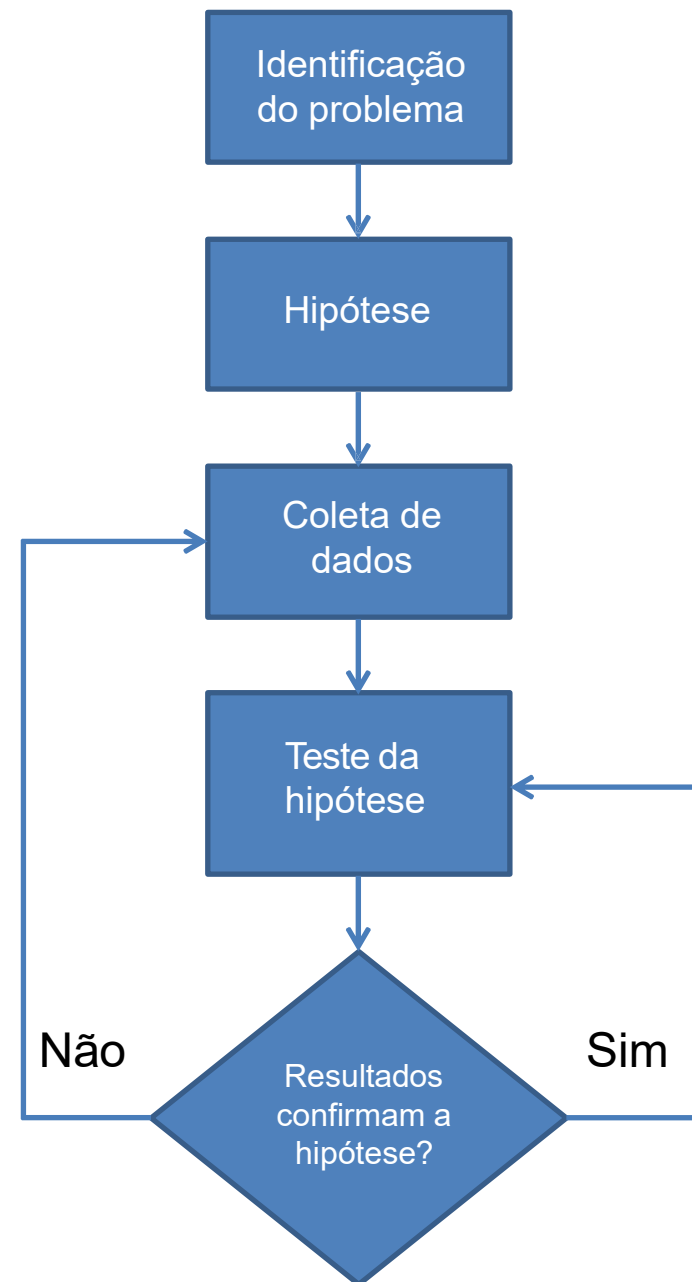 Identificação
do problema
Hipótese
Coleta de
dados
Teste da
hipótese
Não
Sim
Resultados
confirmam a
hipótese?